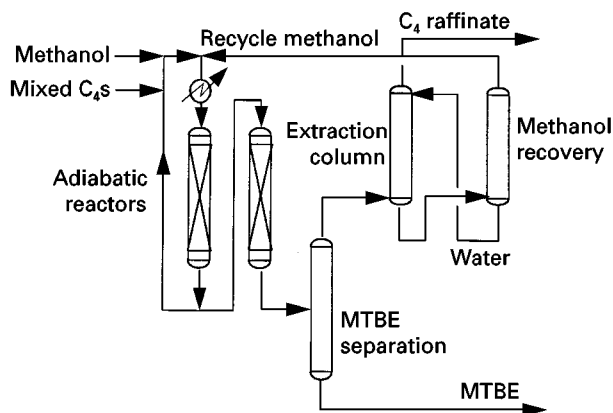 C₄ raffinate
Methanol
Recycle methanol
Mixed C₄s
Extraction
column
Methanol
recovery
Adiabatic
reactors
Water
MTBE
separation
MTBE